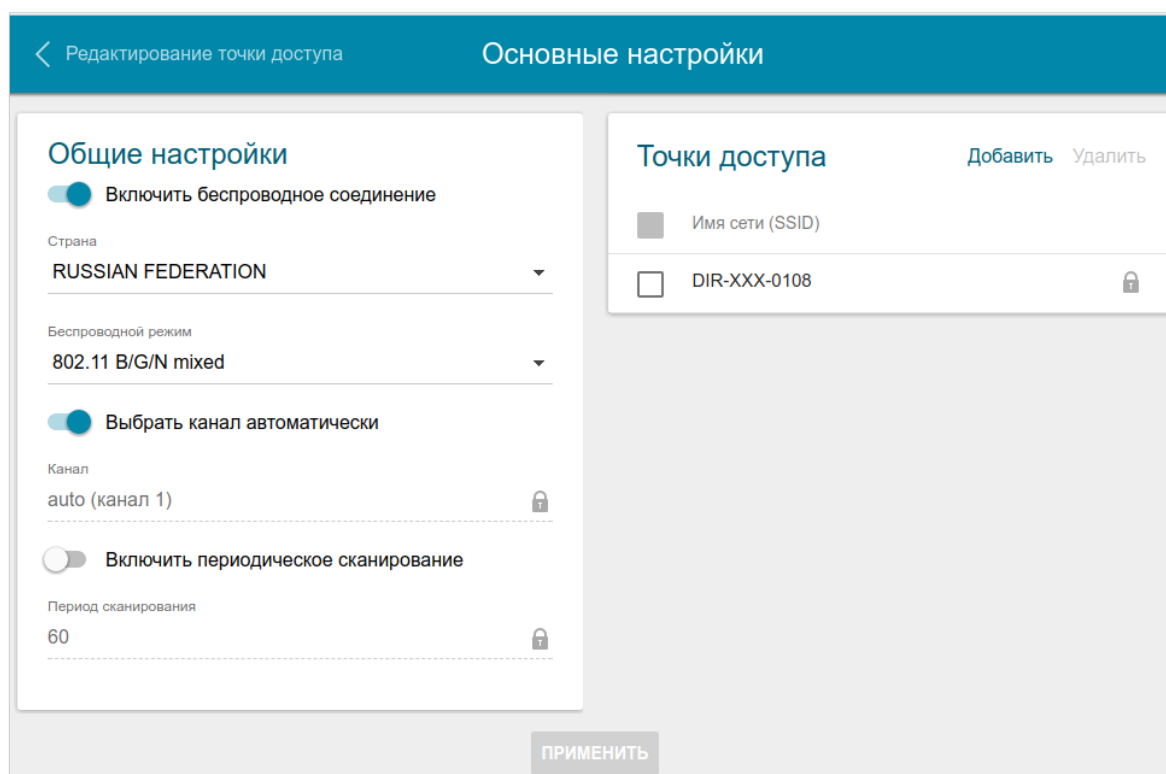 Редактирование точки доступа
Основные настройки
Общие настройки
Включить беспроводное соединение
Страна
RUSSIAN FEDERATION
Беспроводной режим
802.11 B/G/N mixed
Выбрать канал автоматически
Канал
auto (канал 1)
Включить периодическое сканирование
Период сканирования
60
Точки доступа
Добавить Удалить
Имя сети (SSID)
DIR-XXX-0108
ПРИМЕНИТЬ